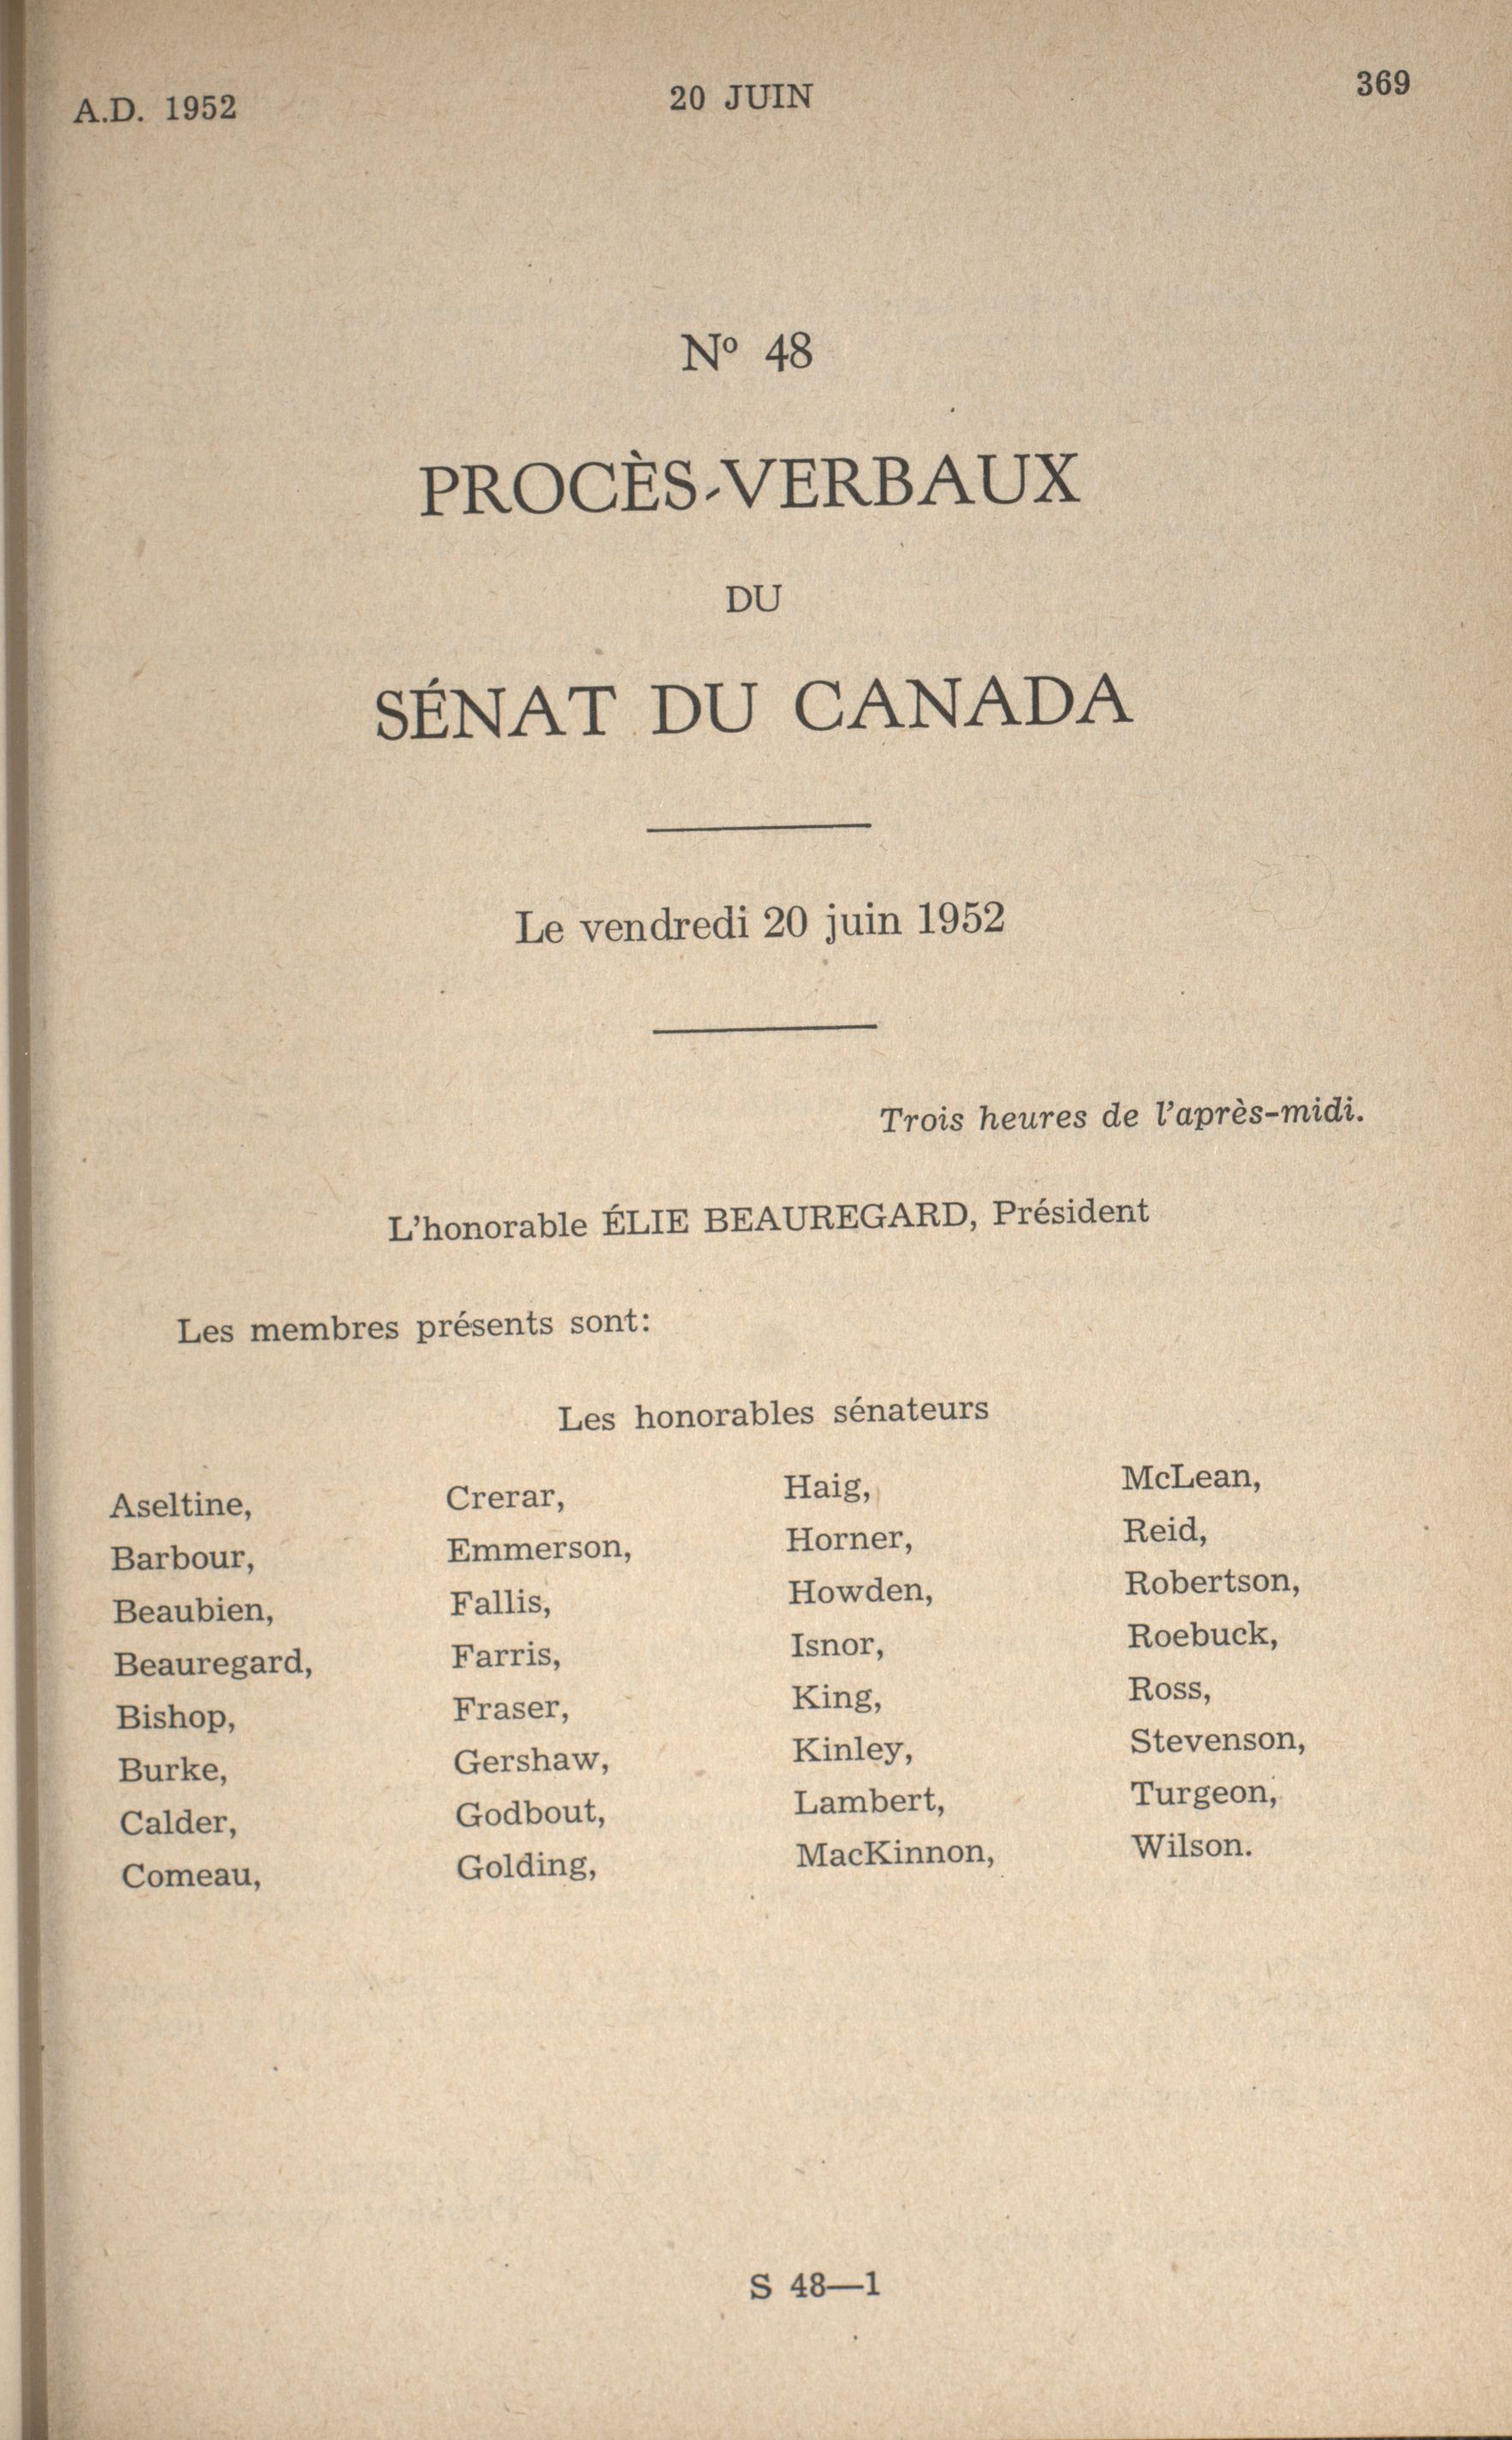 A.D. 1952 20 JUIN 369
Nº 48
PROCÈS-VERBAUX
DU
SÉNAT DU CANADA
Le vendredi 20 juin 1952
Trois heures de l'après-midi.
L'honorable ÉLIE BEAUREGARD, Président
Les membres présents sont:
Les honorables sénateurs
Aseltine, Crerar, Haig, McLean,
Barbour, Emmerson, Horner, Reid,
Beaubien, Fallis, Howden, Robertson,
Beauregard, Farris, Isnor, Roebuck,
Bishop, Fraser, King, Ross,
Burke, Gershaw, Kinley, Stevenson,
Calder, Godbout, Lambert, Turgeon,
Comeau, Golding, MacKinnon, Wilson.
S 48—1